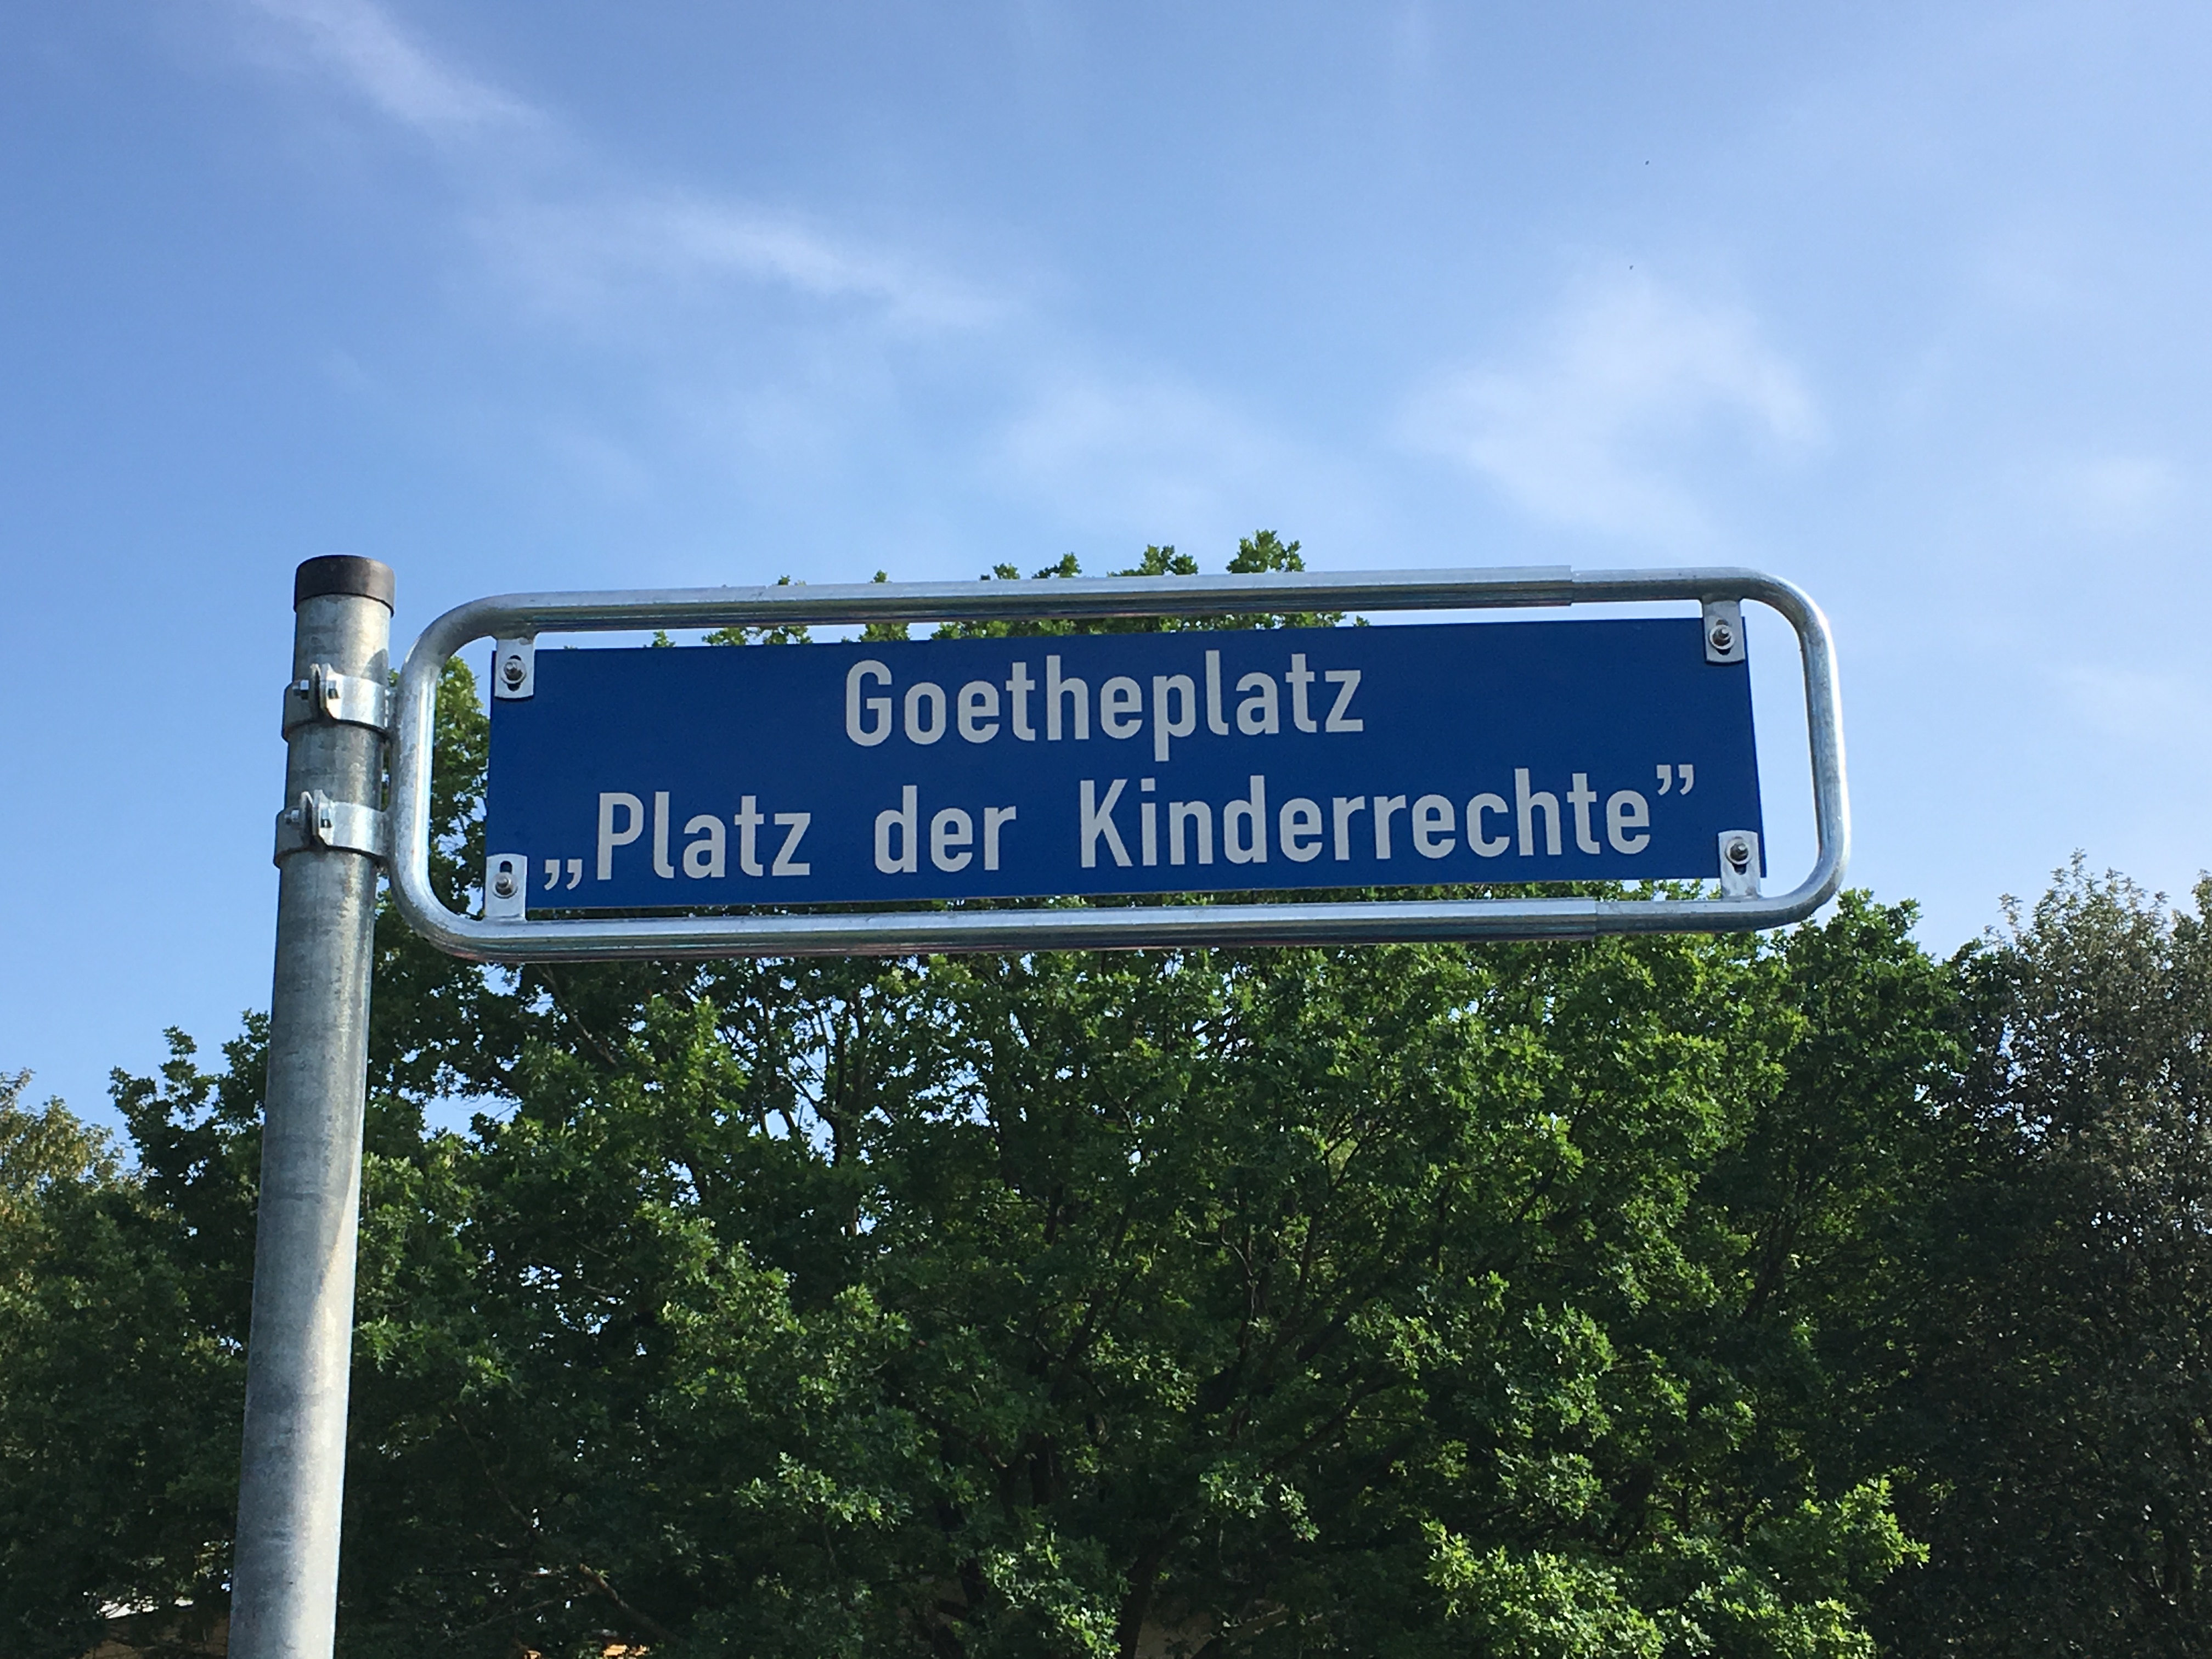 Goetheplatz
„Platz der Kinderrechte”